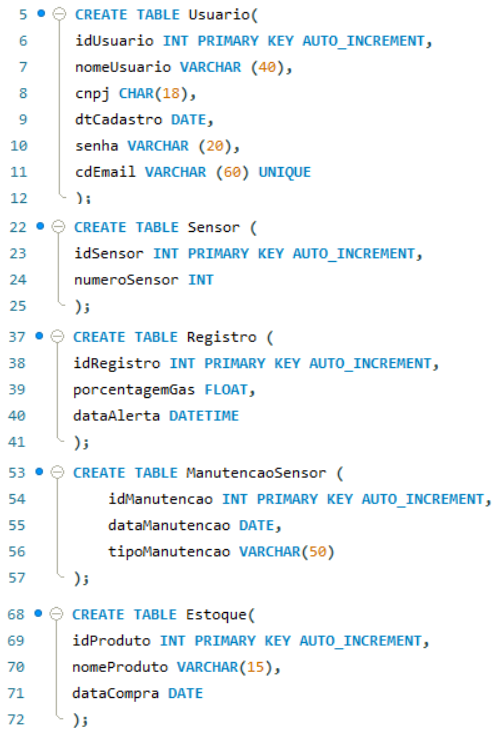 5 CREATE TABLE Usuario(
6 idUsuario INT PRIMARY KEY AUTO_INCREMENT,
7 nomeUsuario VARCHAR (40),
8 cnpj CHAR(18),
9 dtCadastro DATE,
10 senha VARCHAR (20),
11 cdEmail VARCHAR (60) UNIQUE
12 );
22 CREATE TABLE Sensor (
23 idSensor INT PRIMARY KEY AUTO_INCREMENT,
24 numeroSensor INT
25 );
37 CREATE TABLE Registro (
38 idRegistro INT PRIMARY KEY AUTO_INCREMENT,
39 porcentagemGas FLOAT,
40 dataAlerta DATETIME
41 );
53 CREATE TABLE ManutencaoSensor (
54 idManutencao INT PRIMARY KEY AUTO_INCREMENT,
55 dataManutencao DATE,
56 tipoManutencao VARCHAR(50)
57 );
68 CREATE TABLE Estoque(
69 idProduto INT PRIMARY KEY AUTO_INCREMENT,
70 nomeProduto VARCHAR(15),
71 dataCompra DATE
72 );